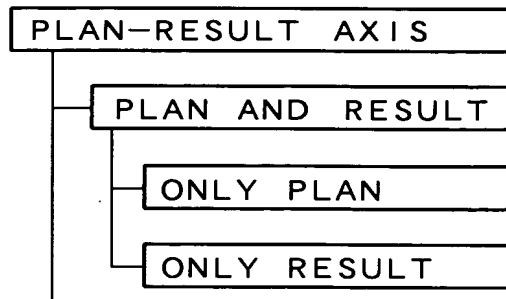 PLAN-RESULT AXIS
PLAN AND RESULT
ONLY PLAN
ONLY RESULT